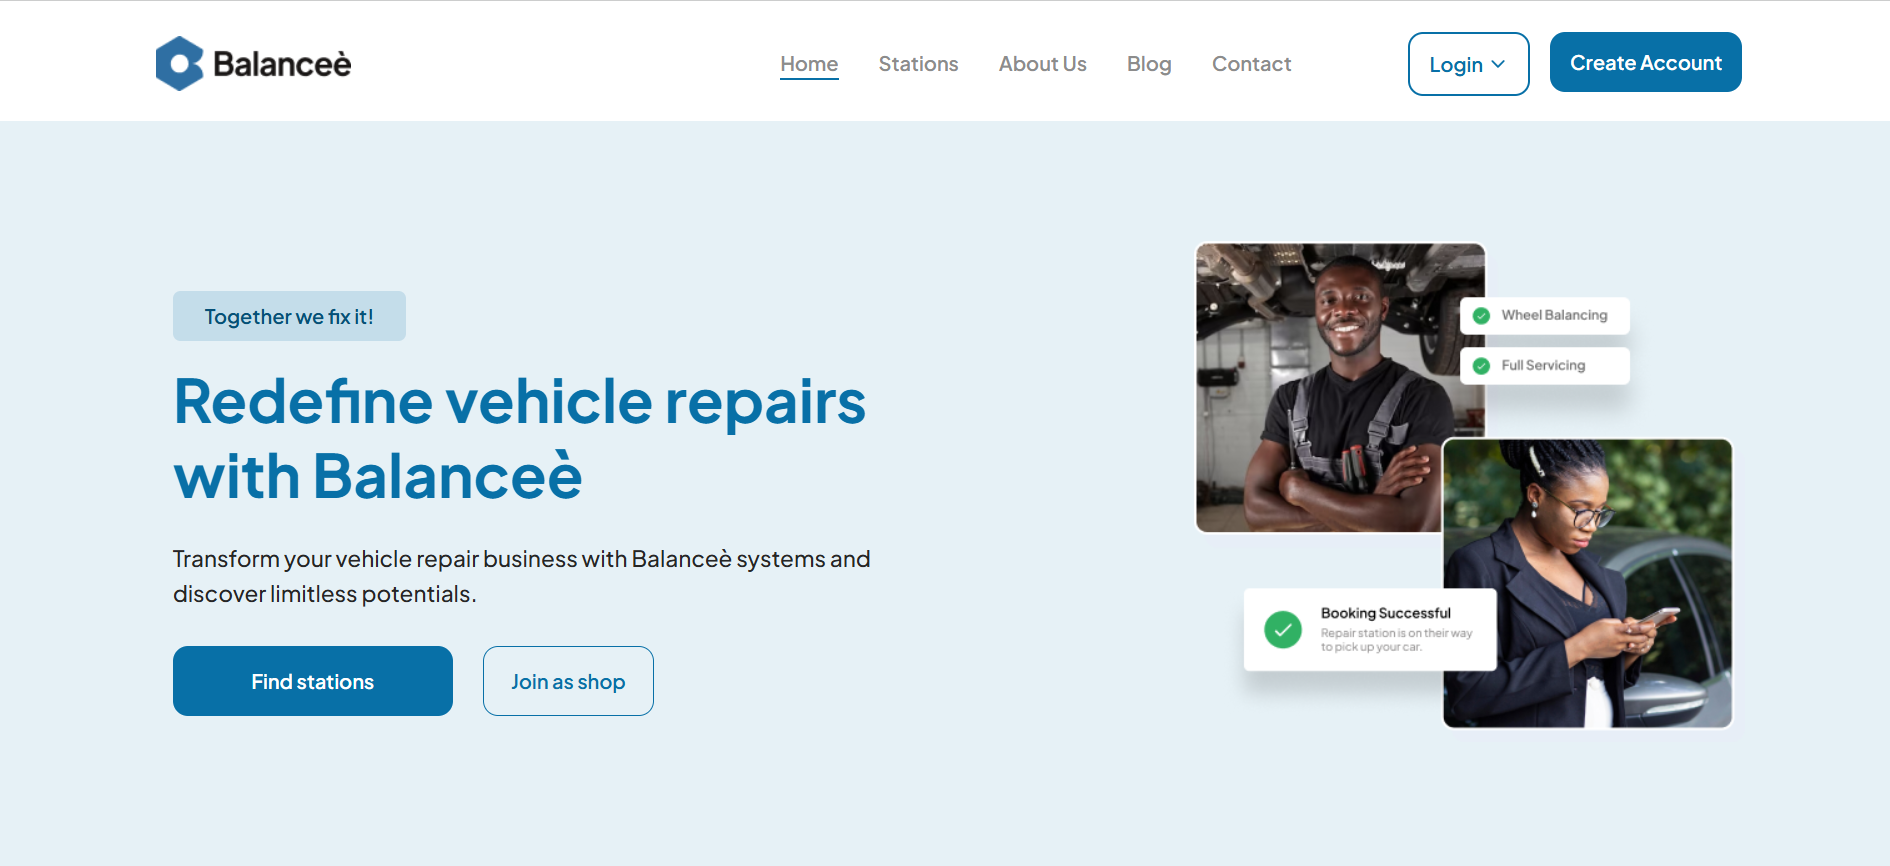 Balanceè
Home
Stations
About Us
Blog
Contact
Login
Create Account
Together we fix it!
Redefine vehicle repairs
with Balanceè
Transform your vehicle repair business with Balanceè systems and
discover limitless potentials.
Find stations
Join as shop
Wheel Balancing
Full Servicing
Booking Successful
Repair station is on their way
to pick up your car.